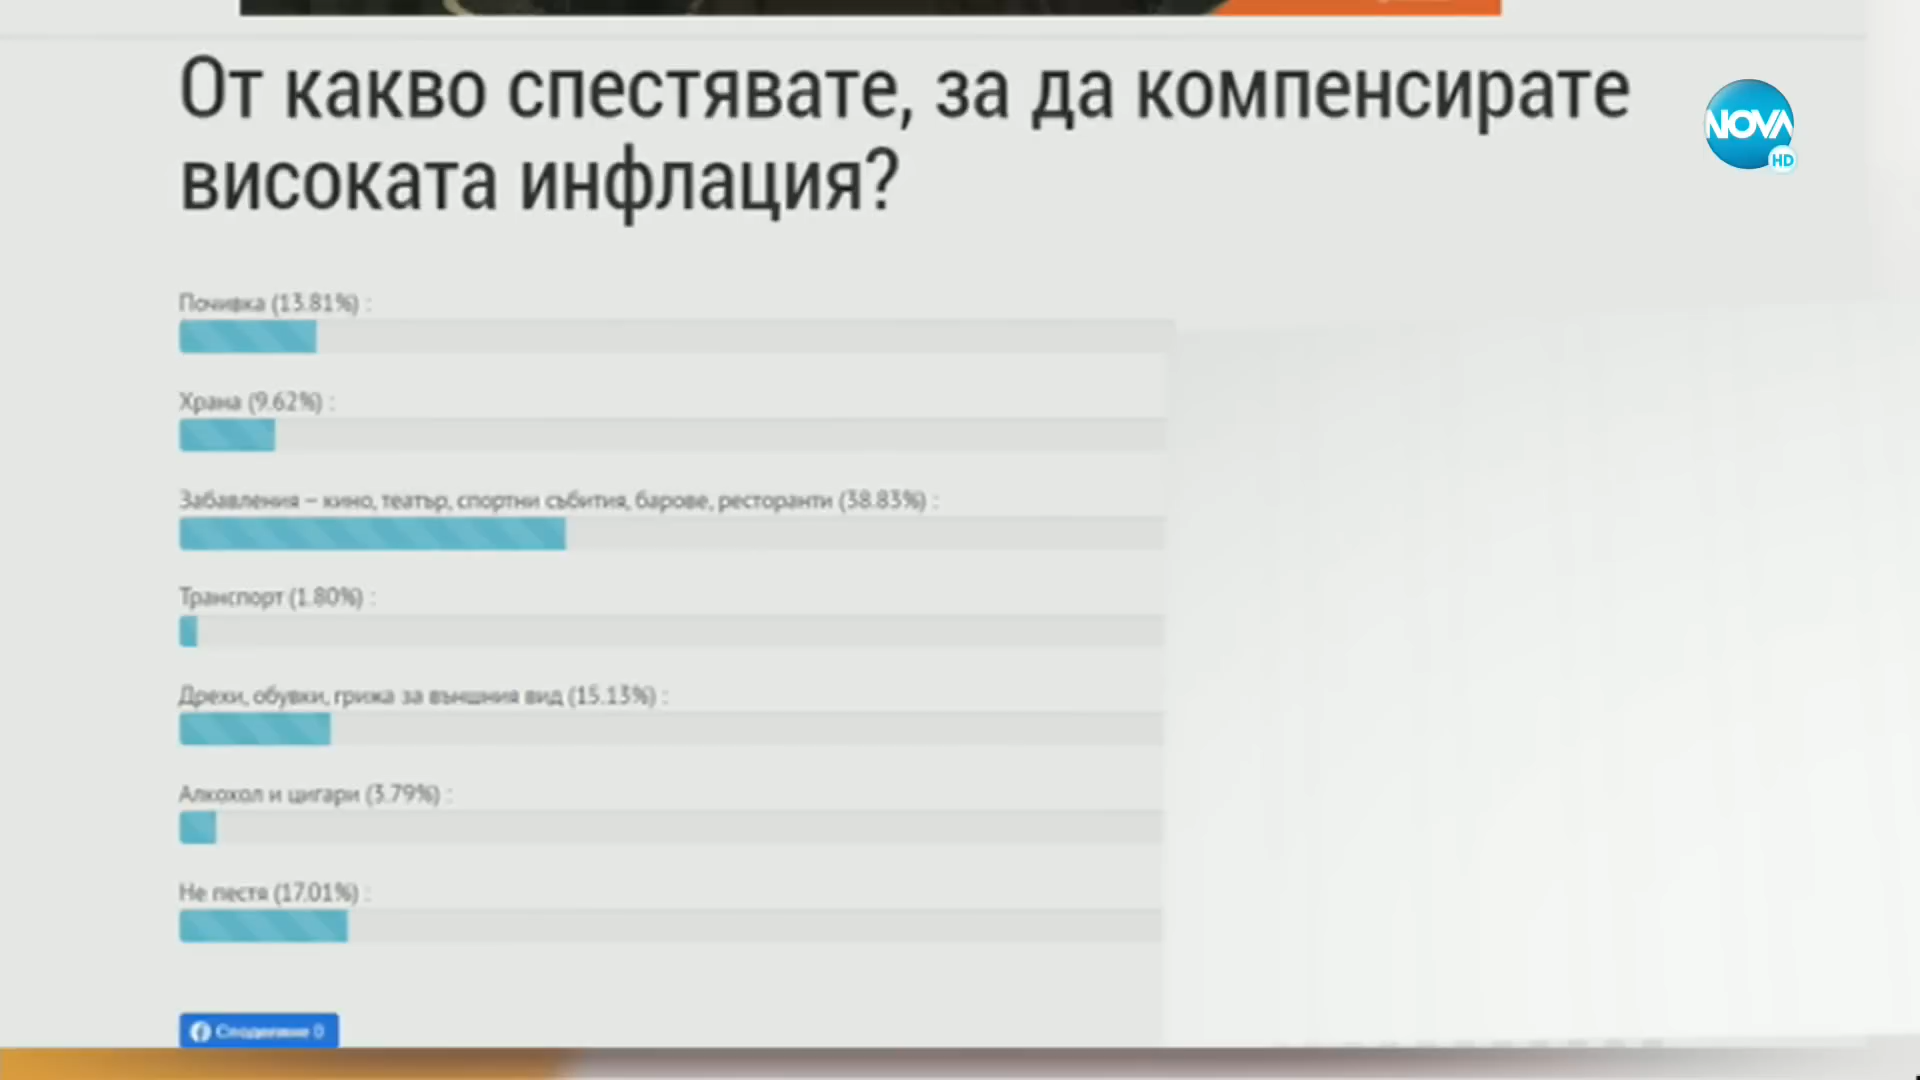 От какво спестявате, за да компенсирате
високата инфлация?
NOVA
HD
Почивка (13.81%) :
Храна (9.62%) :
Забавления – кино, театър, спортни събития, барове, ресторанти (38.83%) :
Транспорт (1.80%) :
Дрехи, обувки, грижа за външния вид (15.13%) :
Алкохол и цигари (3.79%) :
Не пестя (17.01%) :
Споделяне 0